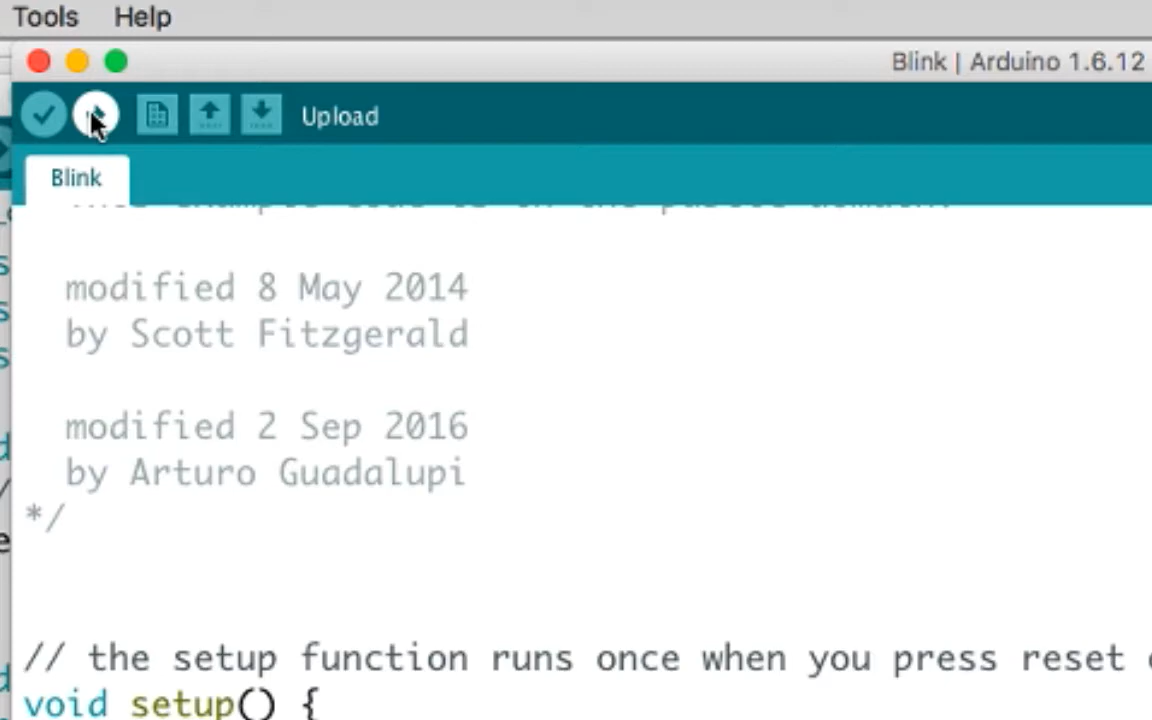 Tools Help
Blink | Arduino 1.6.12
Upload
Blink
modified 8 May 2014
by Scott Fitzgerald
modified 2 Sep 2016
by Arturo Guadalupi
*/
// the setup function runs once when you press reset
void setup() {